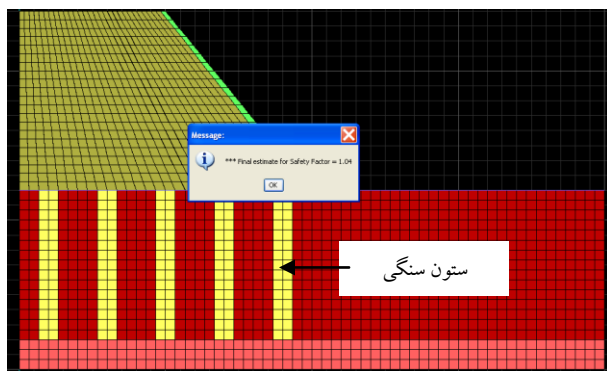 Message:
*** Final estimate for Safety Factor = 1.04
OK
ستون سنگی